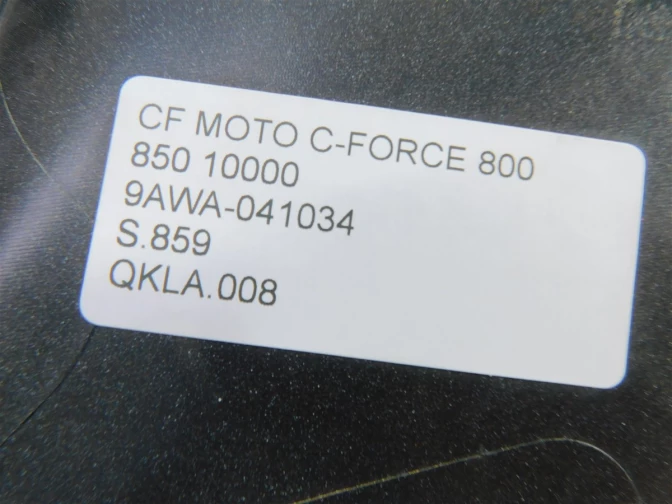 CF MOTO C-FORCE 800
850 10000
9AWA-041034
S.859
QKLA.008